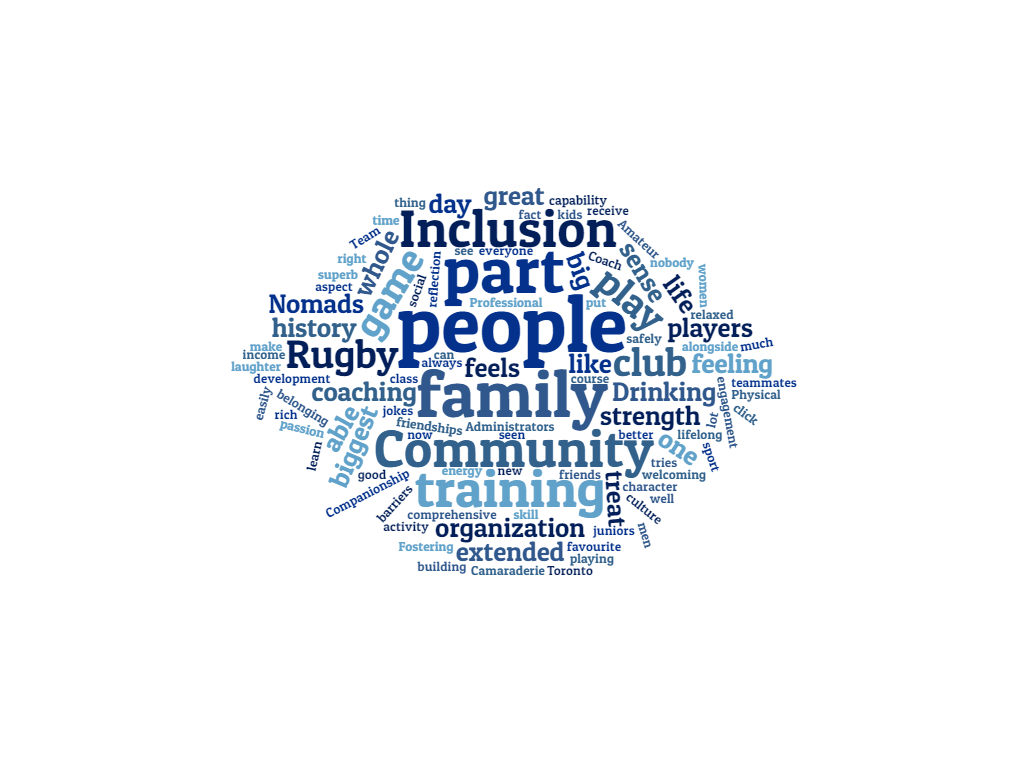 great
capability
thing
day
fact
kids
receive
time
Inclusion
Amateur
Team
whole
see
everyone
sense
right
game
reflection
part
big
Coach
nobody
superb
social
play
life
women
aspect
Nomads
Professional
put
relaxed
history
people
safely
players
make
Rugby
can
alongside
much
income
always
feels
like
club
feeling
laughter
development
class
family
course
engagement
teammates
coaching
Drinking
Physical
easily
belonging
jokes
strength
lot
click
rich
able
friendships
Administrators
passion
biggest
now
seen
better
one
lifelong
sport
learn
Community
tries
good
energy
new
friends
welcoming
Companionship
training
treat
character
barriers
culture
well
comprehensive
skill
activity
organization
juniors
men
Fostering
extended
favourite
playing
building
Camaraderie
Toronto